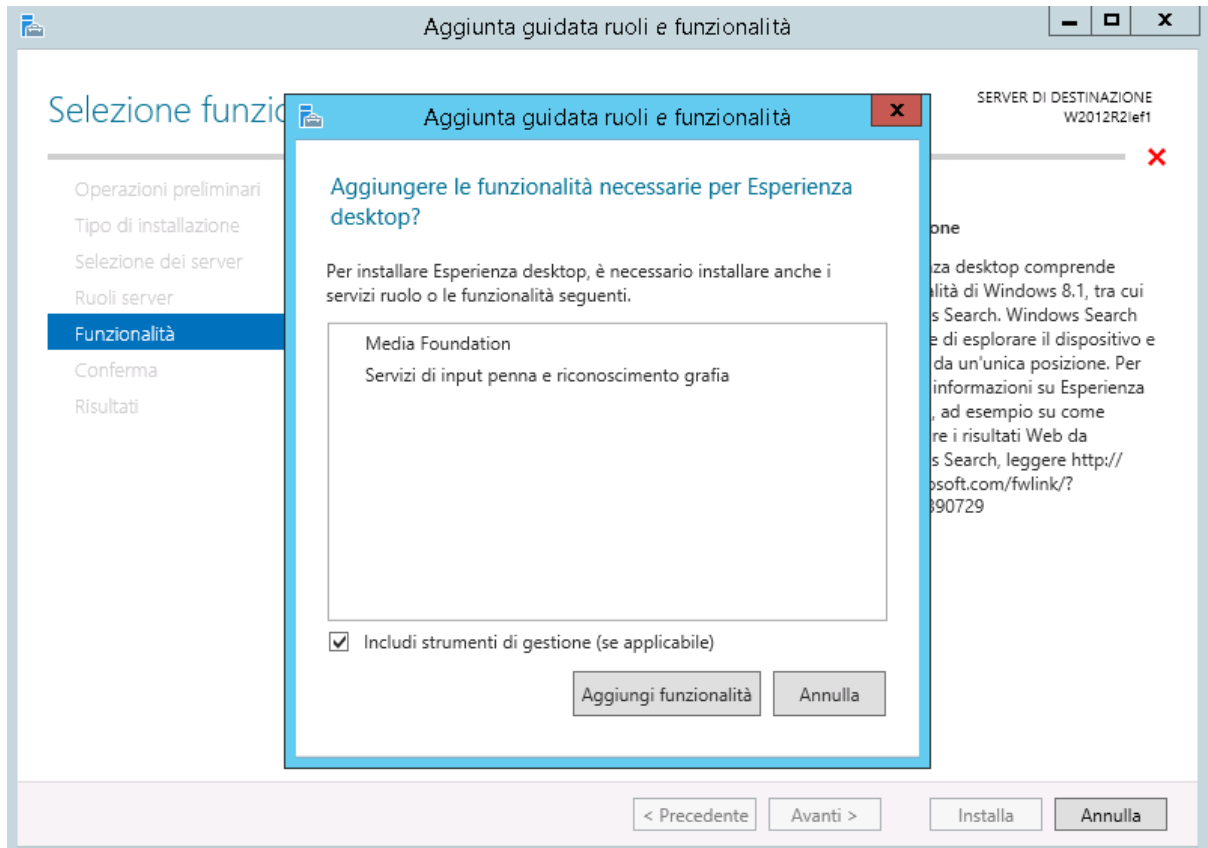 Aggiunta guidata ruoli e funzionalità
Selezione funzio
SERVER DI DESTINAZIONE
W2012R2Ief1
Operazioni preliminari
Tipo di installazione
Selezione dei server
Ruoli server
Funzionalità
Conferma
Risultati
Aggiunta guidata ruoli e funzionalità
Aggiungere le funzionalità necessarie per Esperienza
desktop?
Per installare Esperienza desktop, è necessario installare anche i
servizi ruolo o le funzionalità seguenti.
Media Foundation
Servizi di input penna e riconoscimento grafia
Includi strumenti di gestione (se applicabile)
Aggiungi funzionalità
Annulla
one
za desktop comprende
alità di Windows 8.1, tra cui
s Search. Windows Search
e di esplorare il dispositivo e
da un'unica posizione. Per
informazioni su Esperienza
, ad esempio su come
re i risultati Web da
s Search, leggere http://
osoft.com/fwlink/?
390729
< Precedente
Avanti >
Installa
Annulla